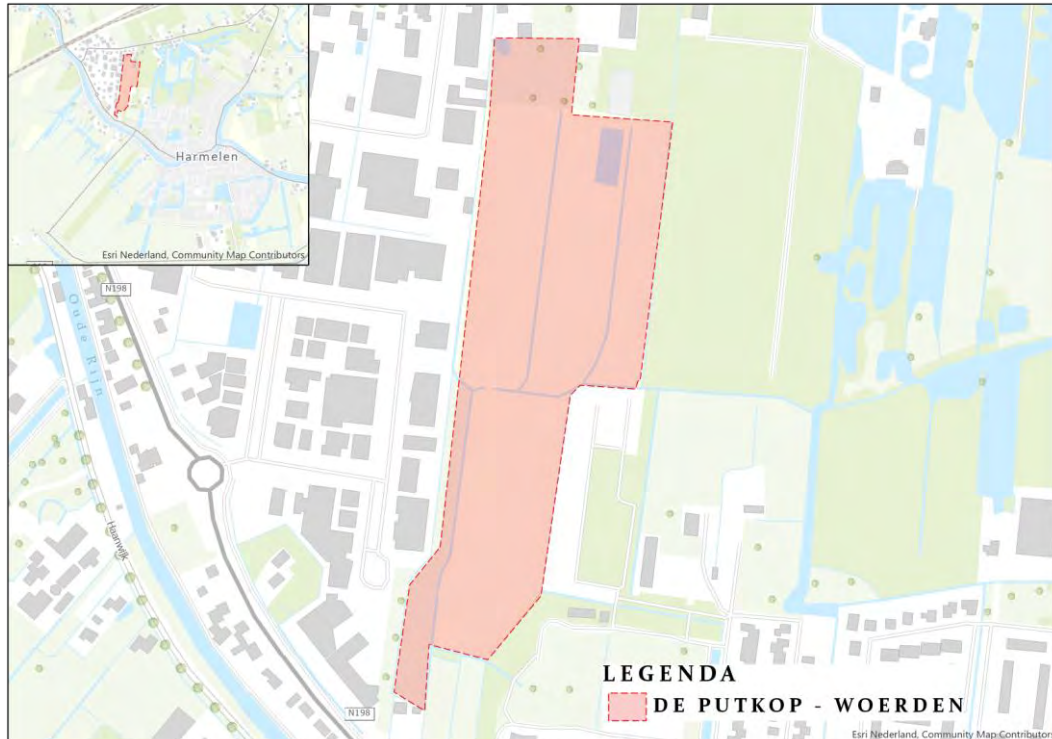 Harmelen
Esri Nederland, Community Map Contributors
N198
Oude Rijn
Haanwijk
N198
LEGENDA
DE PUTKOP - WOERDEN
Esri Nederland, Community Map Contributors